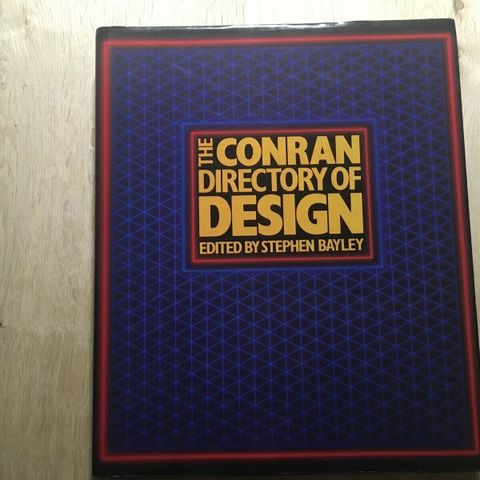 THE CONRAN
DIRECTORY OF
DESIGN
EDITED BY STEPHEN BAYLEY